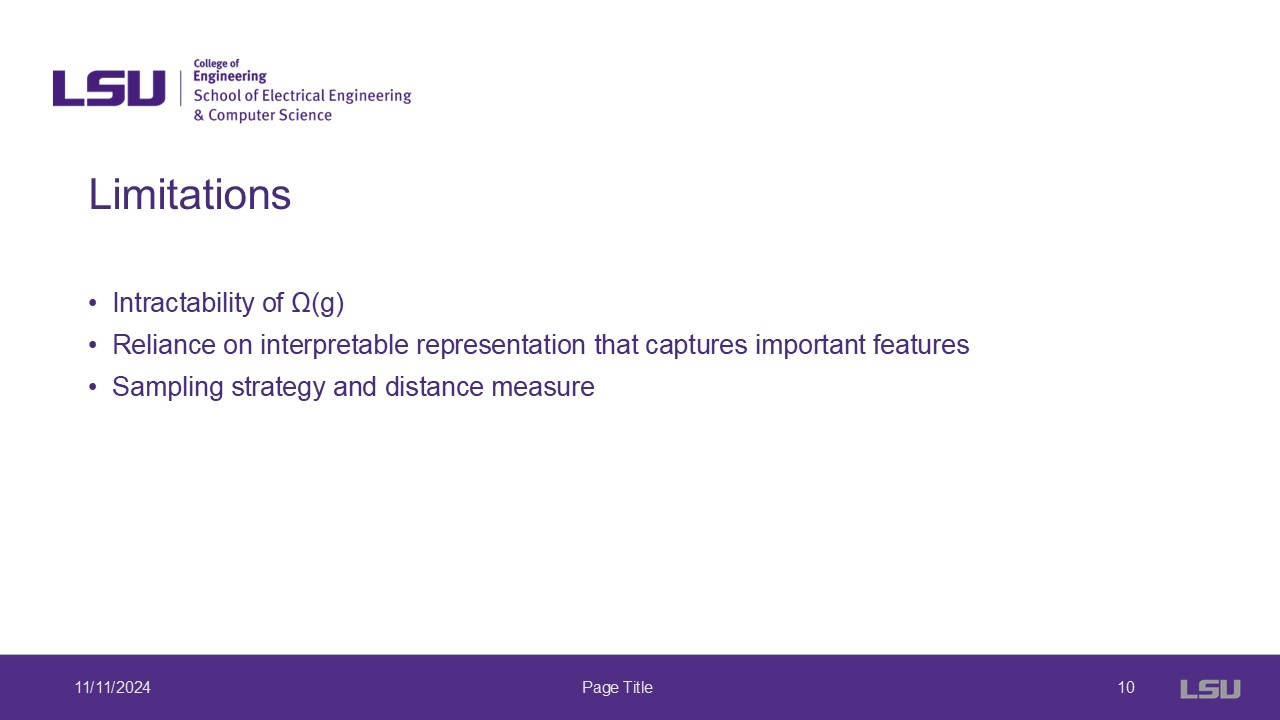 LSU
College of
Engineering
School of Electrical Engineering
& Computer Science
Limitations
• Intractability of Ω(g)
• Reliance on interpretable representation that captures important features
• Sampling strategy and distance measure
11/11/2024
Page Title
10
LSU